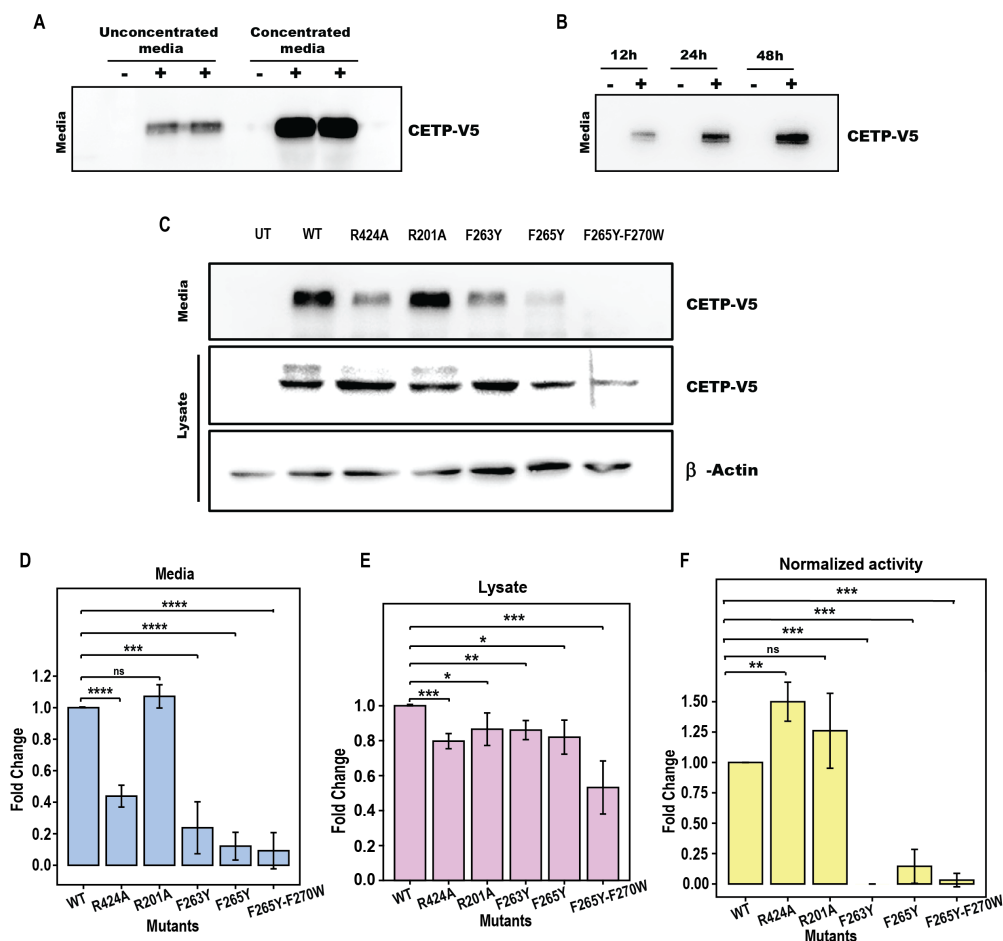 A
Unconcentrated
media
Concentrated
media
- + + - + +
Media
CETP-V5
B
12h 24h 48h
- + - + - +
Media
CETP-V5
C
UT WT R424A R201A F263Y F265Y F265Y-F270W
Media
CETP-V5
Lysate
CETP-V5
β -Actin
D
Media
****
****
***
ns
****
1.2
1.0
0.8
0.6
0.4
0.2
0.0
Fold Change
WT R424A R201A F263Y F265Y F265Y-F270W
Mutants
E
Lysate
***
*
**
*
***
1.0
0.8
0.6
0.4
0.2
0.0
Fold Change
WT R424A R201A F263Y F265Y F265Y-F270W
Mutants
F
Normalized activity
***
***
***
ns
**
1.50
1.25
1.00
0.75
0.50
0.25
0.00
Fold Change
WT R424A R201A F263Y F265Y F265Y-F270W
Mutants